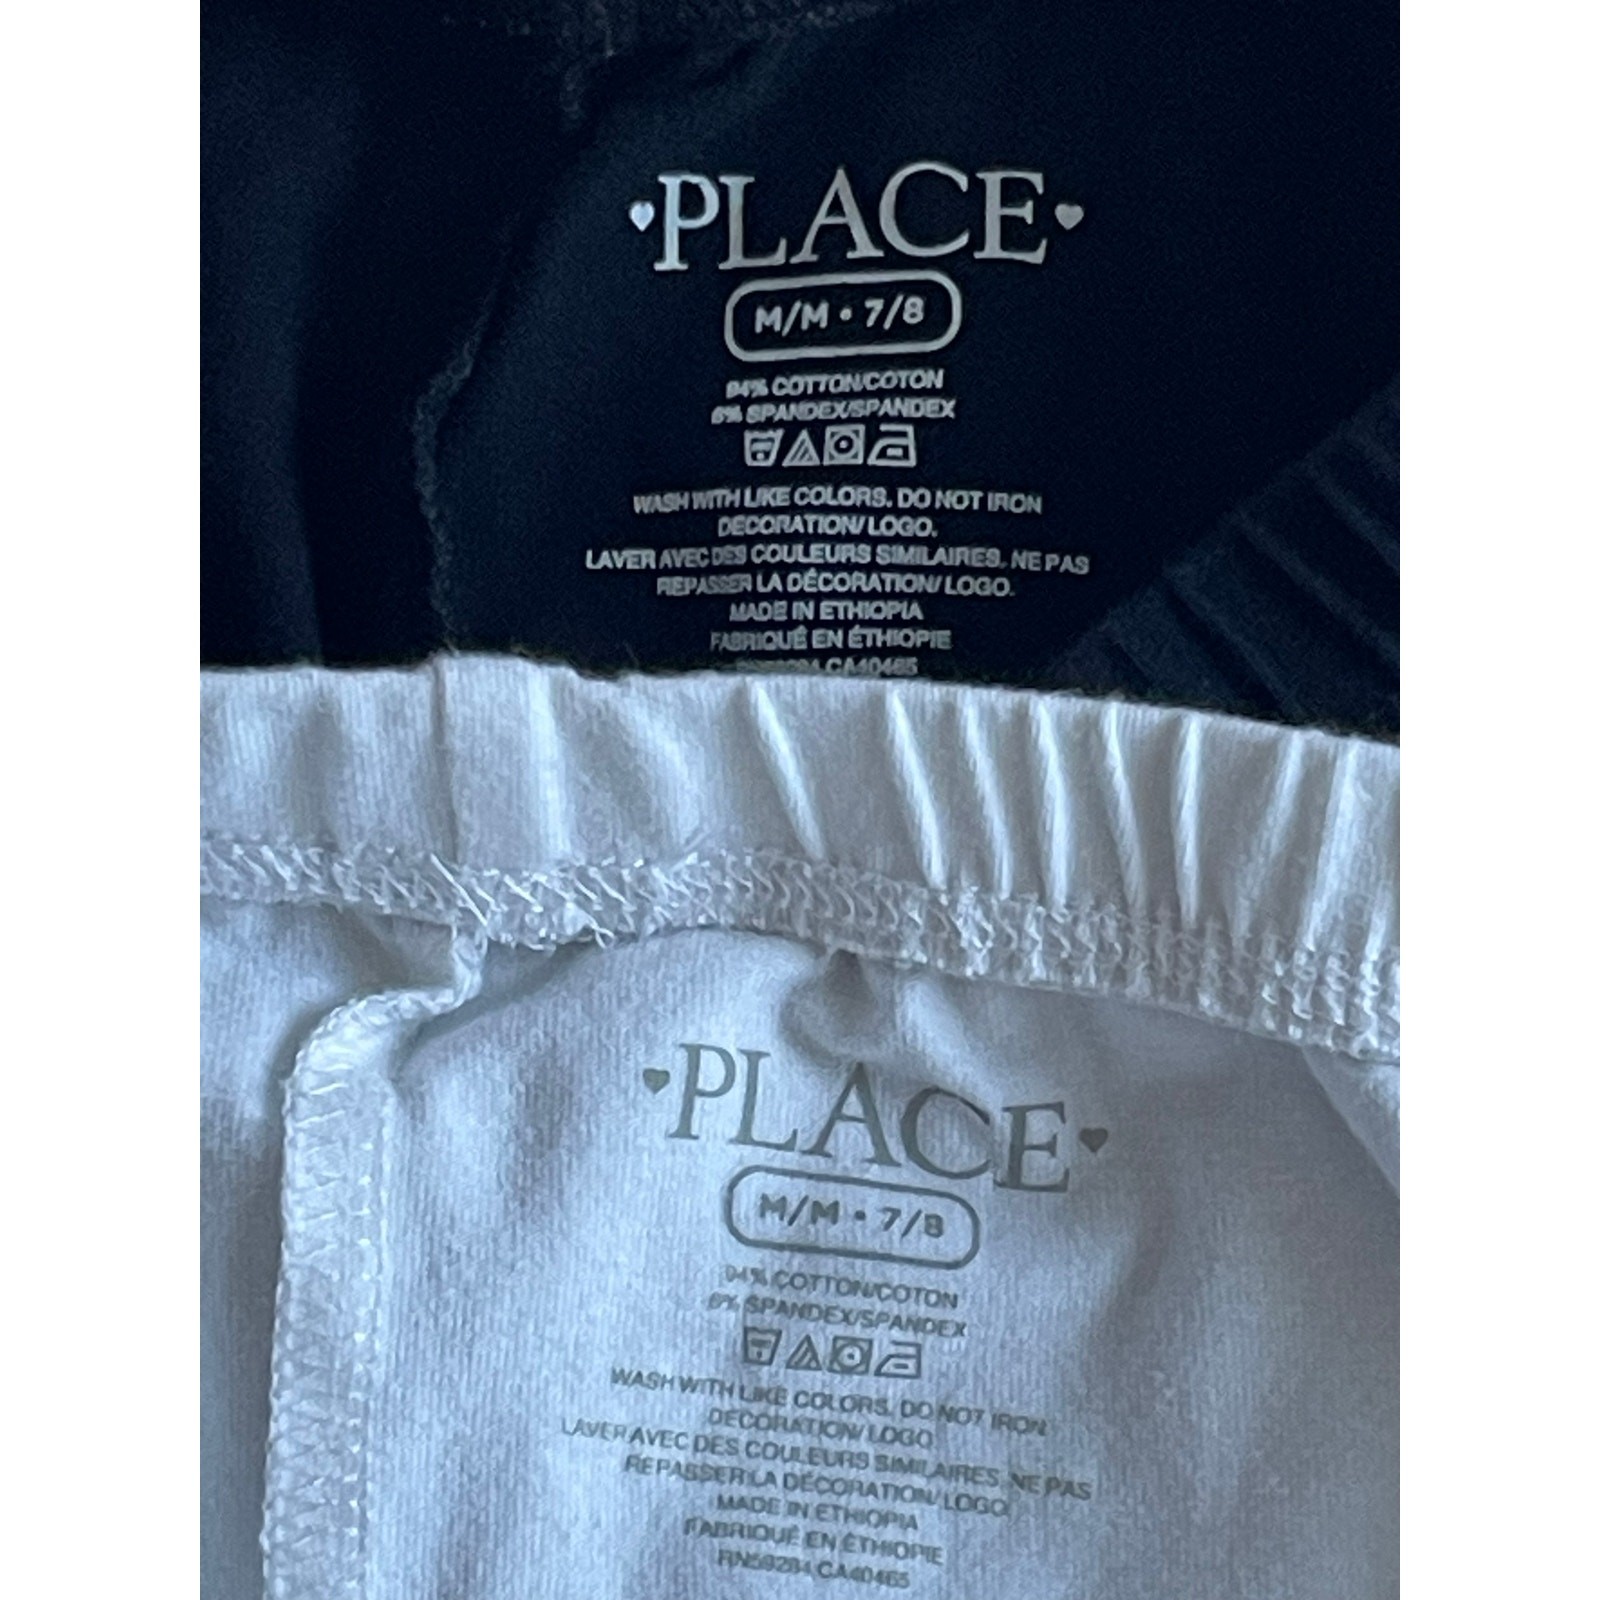 PLACE
M/M • 7/8
94% COTTON/COTON
6% SPANDEX/SPANDEX
WASH WITH LIKE COLORS. DO NOT IRON
DECORATION/ LOGO.
LAVER AVEC DES COULEURS SIMILAIRES. NE PAS
REPASSER LA DÉCORATION/ LOGO.
MADE IN ETHIOPIA
FABRIQUÉ EN ÉTHIOPIE
RN59284 CA40465
PLACE
M/M • 7/8
94% COTTON/COTON
6% SPANDEX/SPANDEX
WASH WITH LIKE COLORS. DO NOT IRON
DECORATION/ LOGO
LAVER AVEC DES COULEURS SIMILAIRES. NE PAS
REPASSER LA DÉCORATION/ LOGO
MADE IN ETHIOPIA
FABRIQUÉ EN ÉTHIOPIE
RN59284 CA40465